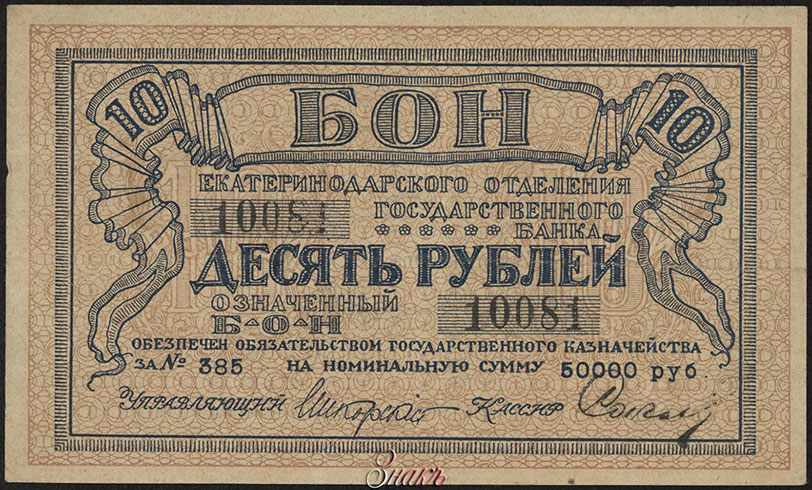 10 БОН 10
ЕКАТЕРИНОДАРСКОГО ОТДЕЛЕНИЯ
10081 ГОСУДАРСТВЕННОГО
БАНКА
ДЕСЯТЬ РУБЛЕЙ
ОЗНАЧЕННЫЙ
Б-О-Н 10081
ОБЕЗПЕЧЕН ОБЯЗАТЕЛЬСТВОМ ГОСУДАРСТВЕННОГО КАЗНАЧЕЙСТВА
ЗА № 385 НА НОМИНАЛЬНУЮ СУММУ 50000 руб.
УПРАВЛЯЮЩИЙ КАССИР
Знакъ